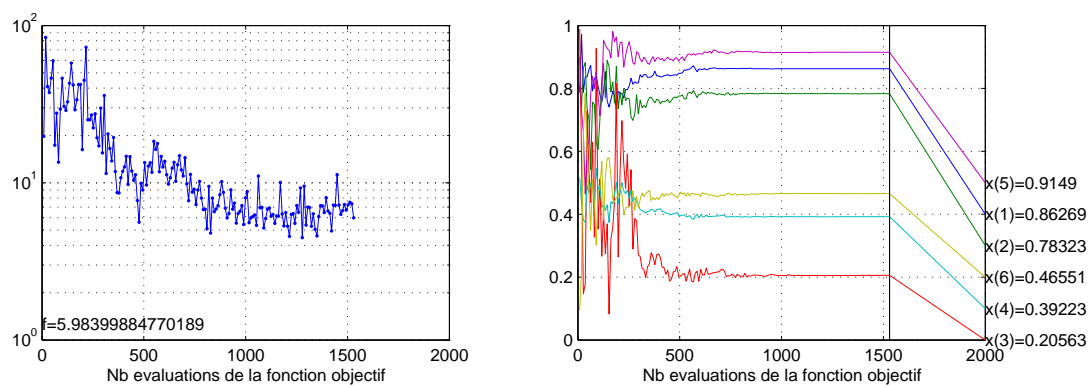 10^2
10^1
10^0
f=5.98399884770189
0 500 1000 1500 2000
Nb evaluations de la fonction objectif
1
0.8
0.6
0.4
0.2
0
x(5)=0.9149
x(1)=0.86269
x(2)=0.78323
x(6)=0.46551
x(4)=0.39223
x(3)=0.20563
0 500 1000 1500 2000
Nb evaluations de la fonction objectif